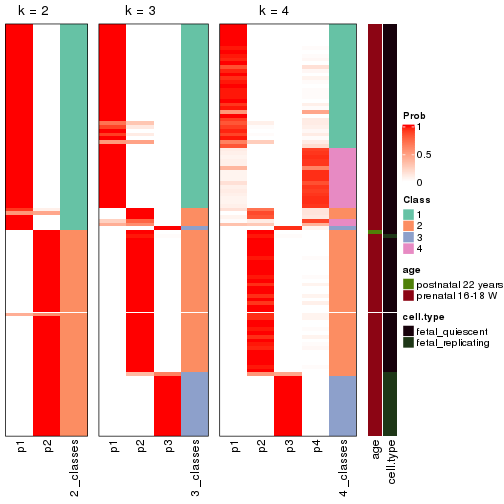 k = 2
k = 3
k = 4
p1
p2
2_classes
p1
p2
p3
3_classes
p1
p2
p3
p4
4_classes
age
cell.type
Prob
1
0.5
0
Class
1
2
3
4
age
postnatal 22 years
prenatal 16-18 W
cell.type
fetal_quiescent
fetal_replicating